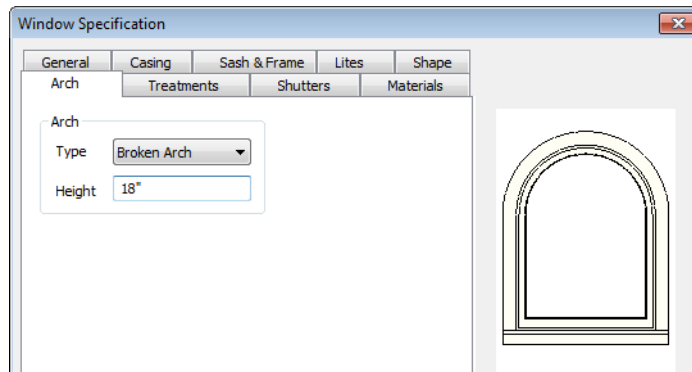 Window Specification
General Casing Sash & Frame Lites Shape
Arch Treatments Shutters Materials
Arch
Type Broken Arch
Height 18"